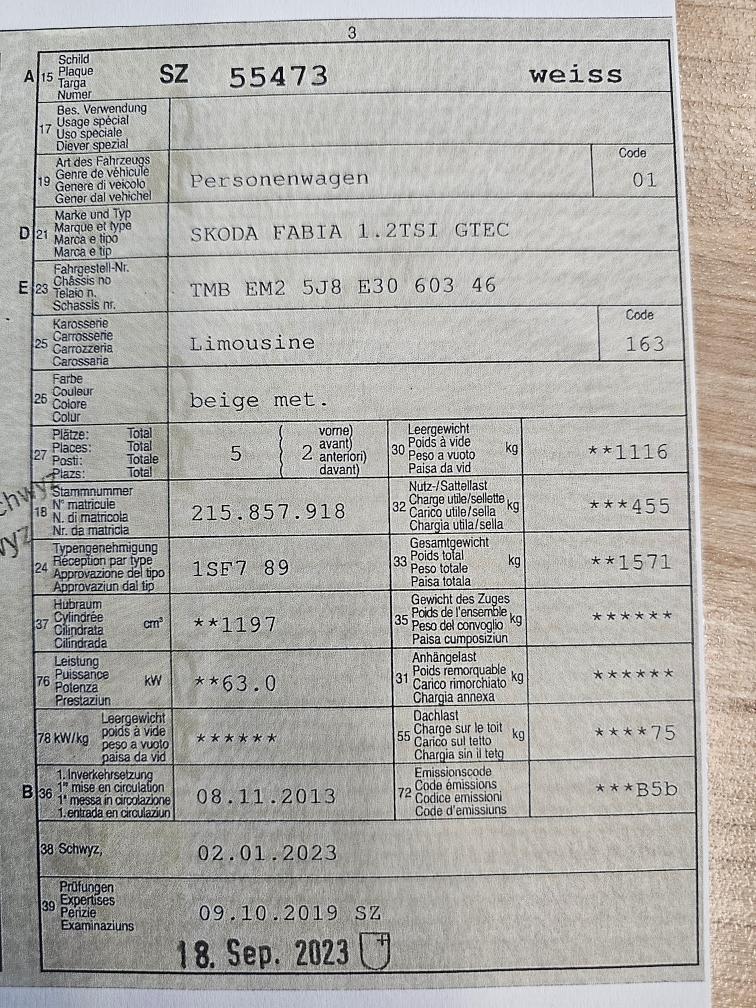 3
A 15 Schild Plaque Targa Numer SZ 55473 weiss
17 Bes. Verwendung Usage spécial Uso speciale Diever spezial
19 Art des Fahrzeugs Genre de véhicule Genere di veicolo Gener dal vehichel Personenwagen Code 01
D 21 Marke und Typ Marque et type Marca e tipo Marca e tip SKODA FABIA 1.2TSI GTEC
E 23 Fahrgestell-Nr. Châssis no Telaio n. Schassis nr. TMB EM2 5J8 E30 603 46
25 Karosserie Carrosserie Carrozzeria Carossaria Limousine Code 163
26 Farbe Couleur Colore Colur beige met.
27 Plätze: Total Places: Total Posti: Totale Plazs: Total 5 ( 2 vorne) avant) anteriori) davant) 30 Leergewicht Poids à vide Peso a vuoto Paisa da vid kg **1116
18 Stammnummer N° matricule N. di matricola Nr. da matricla 215.857.918 32 Nutz-/Sattellast Charge utile/sellette Carico utile/sella Chargia utila/sella kg ***455
24 Typengenehmigung Réception par type Approvazione del tipo Approvaziun dal tip 1SF7 89 33 Gesamtgewicht Poids total Peso totale Paisa totala kg **1571
37 Hubraum Cylindrée Cilindrata Cilindrada cm³ **1197 35 Gewicht des Zuges Poids de l'ensemble Peso del convoglio Paisa cumposiziun kg ******
76 Leistung Puissance Potenza Prestaziun kW **63.0 31 Anhängelast Poids remorquable Carico rimorchiato Chargia annexa kg ******
78 kW/kg Leergewicht poids à vide peso a vuoto paisa da vid ****** 55 Dachlast Charge sur le toit Carico sul tetto Chargia sin il tetg kg ****75
B 36 1. Inverkehrsetzung 1re mise en circulation 1a messa in circolazione 1. entrada en circulaziun 08.11.2013 72 Emissionscode Code émissions Codice emissioni Code d'emissiuns ***B5b
38 Schwyz, 02.01.2023
39 Prüfungen Expertises Perizie Examinaziuns 09.10.2019 SZ
18. Sep. 2023